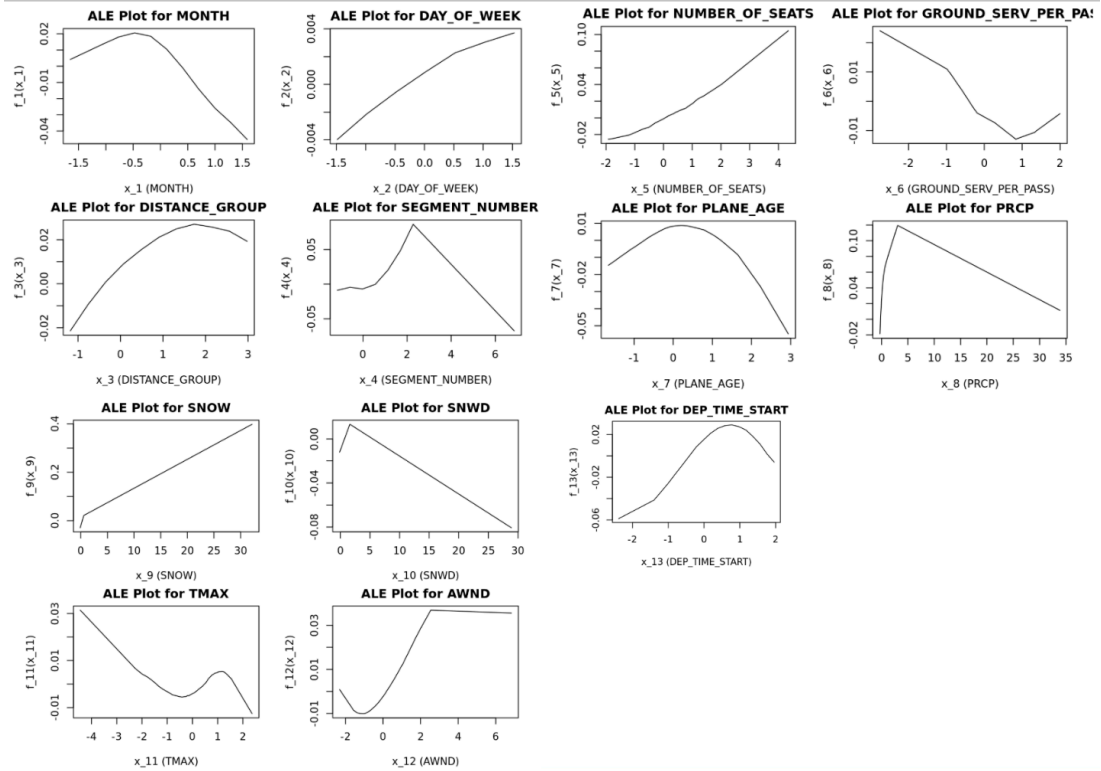 ALE Plot for MONTH
f_1(x_1)
0.02
-0.01
-0.04
-1.5 -0.5 0.5 1.0 1.5
x_1 (MONTH)
ALE Plot for DAY_OF_WEEK
f_2(x_2)
0.004
0.000
-0.004
-1.5 -1.0 -0.5 0.0 0.5 1.0 1.5
x_2 (DAY_OF_WEEK)
ALE Plot for NUMBER_OF_SEATS
f_5(x_5)
0.10
0.04
-0.02
-2 -1 0 1 2 3 4
x_5 (NUMBER_OF_SEATS)
ALE Plot for GROUND_SERV_PER_PAS
f_6(x_6)
0.01
-0.01
-2 -1 0 1 2
x_6 (GROUND_SERV_PER_PASS)
ALE Plot for DISTANCE_GROUP
f_3(x_3)
0.02
0.00
-0.02
-1 0 1 2 3
x_3 (DISTANCE_GROUP)
ALE Plot for SEGMENT_NUMBER
f_4(x_4)
0.05
-0.05
0 2 4 6
x_4 (SEGMENT_NUMBER)
ALE Plot for PLANE_AGE
f_7(x_7)
0.01
-0.02
-0.05
-1 0 1 2 3
x_7 (PLANE_AGE)
ALE Plot for PRCP
f_8(x_8)
0.10
0.04
-0.02
0 5 10 15 20 25 30 35
x_8 (PRCP)
ALE Plot for SNOW
f_9(x_9)
0.4
0.2
0.0
0 5 10 15 20 25 30
x_9 (SNOW)
ALE Plot for SNWD
f_10(x_10)
0.00
-0.04
-0.08
0 5 10 15 20 25 30
x_10 (SNWD)
ALE Plot for DEP_TIME_START
f_13(x_13)
0.02
-0.02
-0.06
-2 -1 0 1 2
x_13 (DEP_TIME_START)
ALE Plot for TMAX
f_11(x_11)
0.03
0.01
-0.01
-4 -3 -2 -1 0 1 2
x_11 (TMAX)
ALE Plot for AWND
f_12(x_12)
0.03
0.01
-0.01
-2 0 2 4 6
x_12 (AWND)